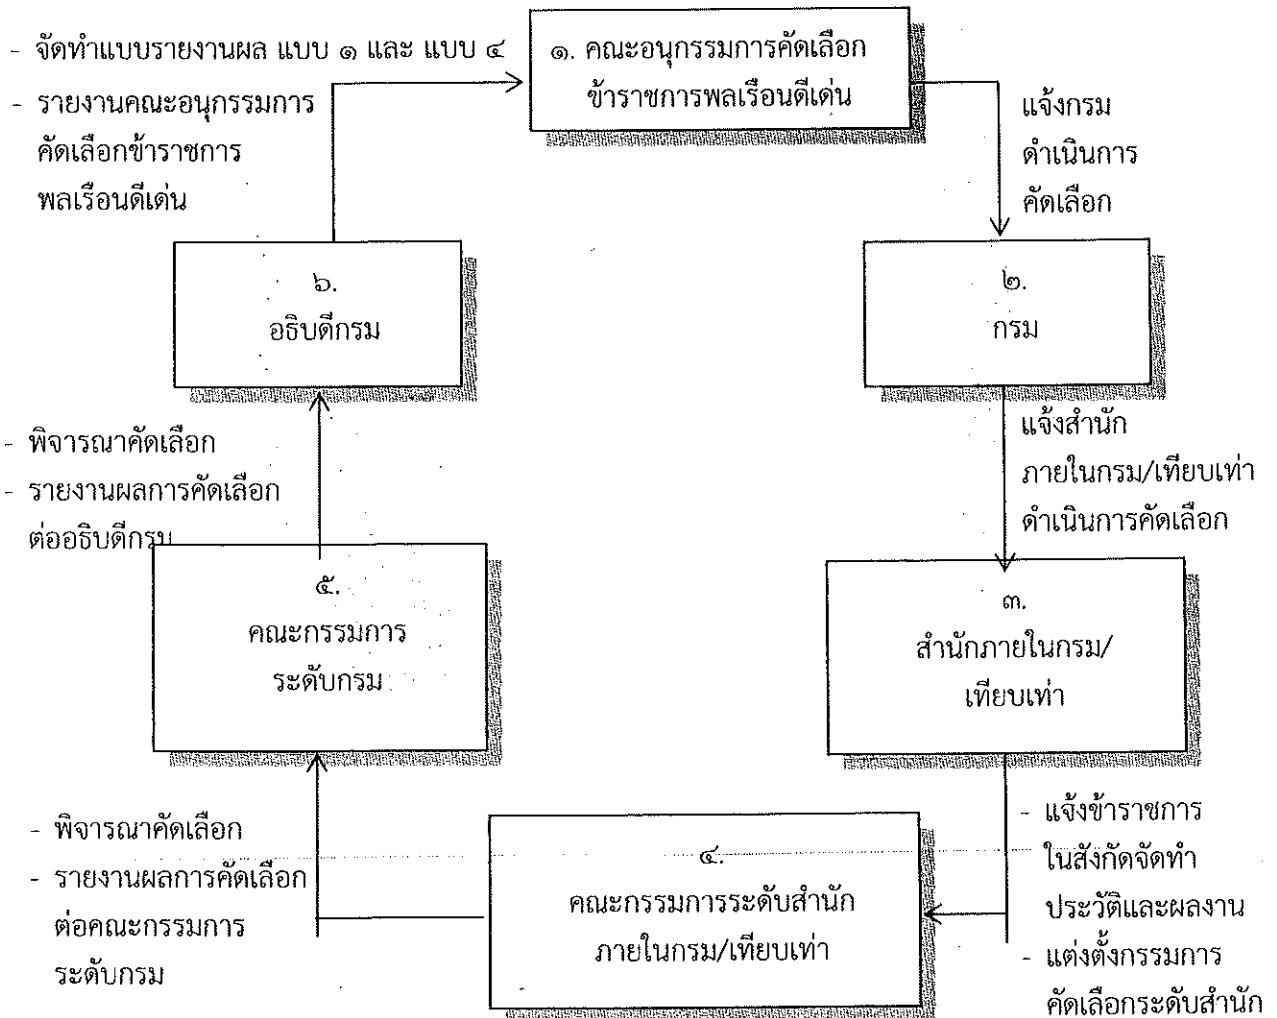 - จัดทำแบบรายงานผล แบบ ๑ และ แบบ ๔
- รายงานคณะอนุกรรมการ
คัดเลือกข้าราชการ
พลเรือนดีเด่น
๑. คณะอนุกรรมการคัดเลือก
ข้าราชการพลเรือนดีเด่น
แจ้งกรม
ดำเนินการ
คัดเลือก
๒.
กรม
แจ้งสำนัก
ภายในกรม/เทียบเท่า
ดำเนินการคัดเลือก
๓.
สำนักภายในกรม/
เทียบเท่า
- แจ้งข้าราชการ
ในสังกัดจัดทำ
ประวัติและผลงาน
- แต่งตั้งกรรมการ
คัดเลือกระดับสำนัก
๔.
คณะกรรมการระดับสำนัก
ภายในกรม/เทียบเท่า
- พิจารณาคัดเลือก
- รายงานผลการคัดเลือก
ต่อคณะกรรมการ
ระดับกรม
๕.
คณะกรรมการ
ระดับกรม
- พิจารณาคัดเลือก
- รายงานผลการคัดเลือก
ต่ออธิบดีกรม
๖.
อธิบดีกรม